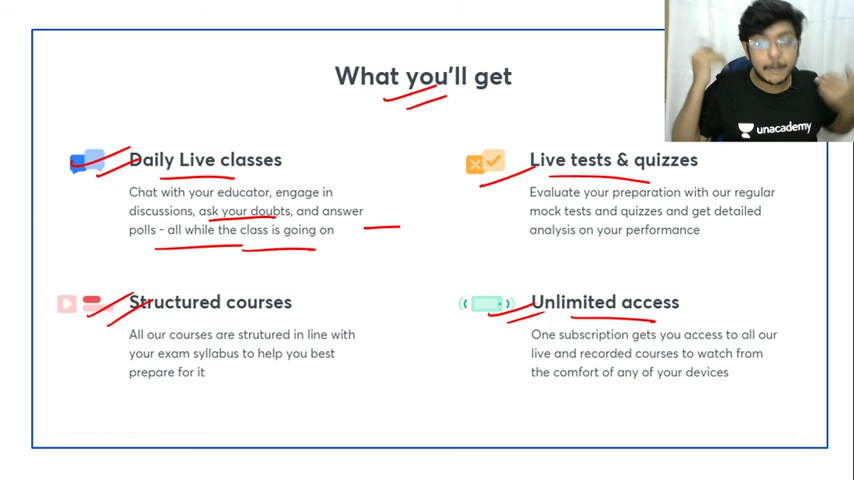 What you'll get
unacademy
Daily Live classes
Chat with your educator, engage in
discussions, ask your doubts, and answer
polls - all while the class is going on
Live tests & quizzes
Evaluate your preparation with our regular
mock tests and quizzes and get detailed
analysis on your performance
Structured courses
All our courses are strutured in line with
your exam syllabus to help you best
prepare for it
Unlimited access
One subscription gets you access to all our
live and recorded courses to watch from
the comfort of any of your devices